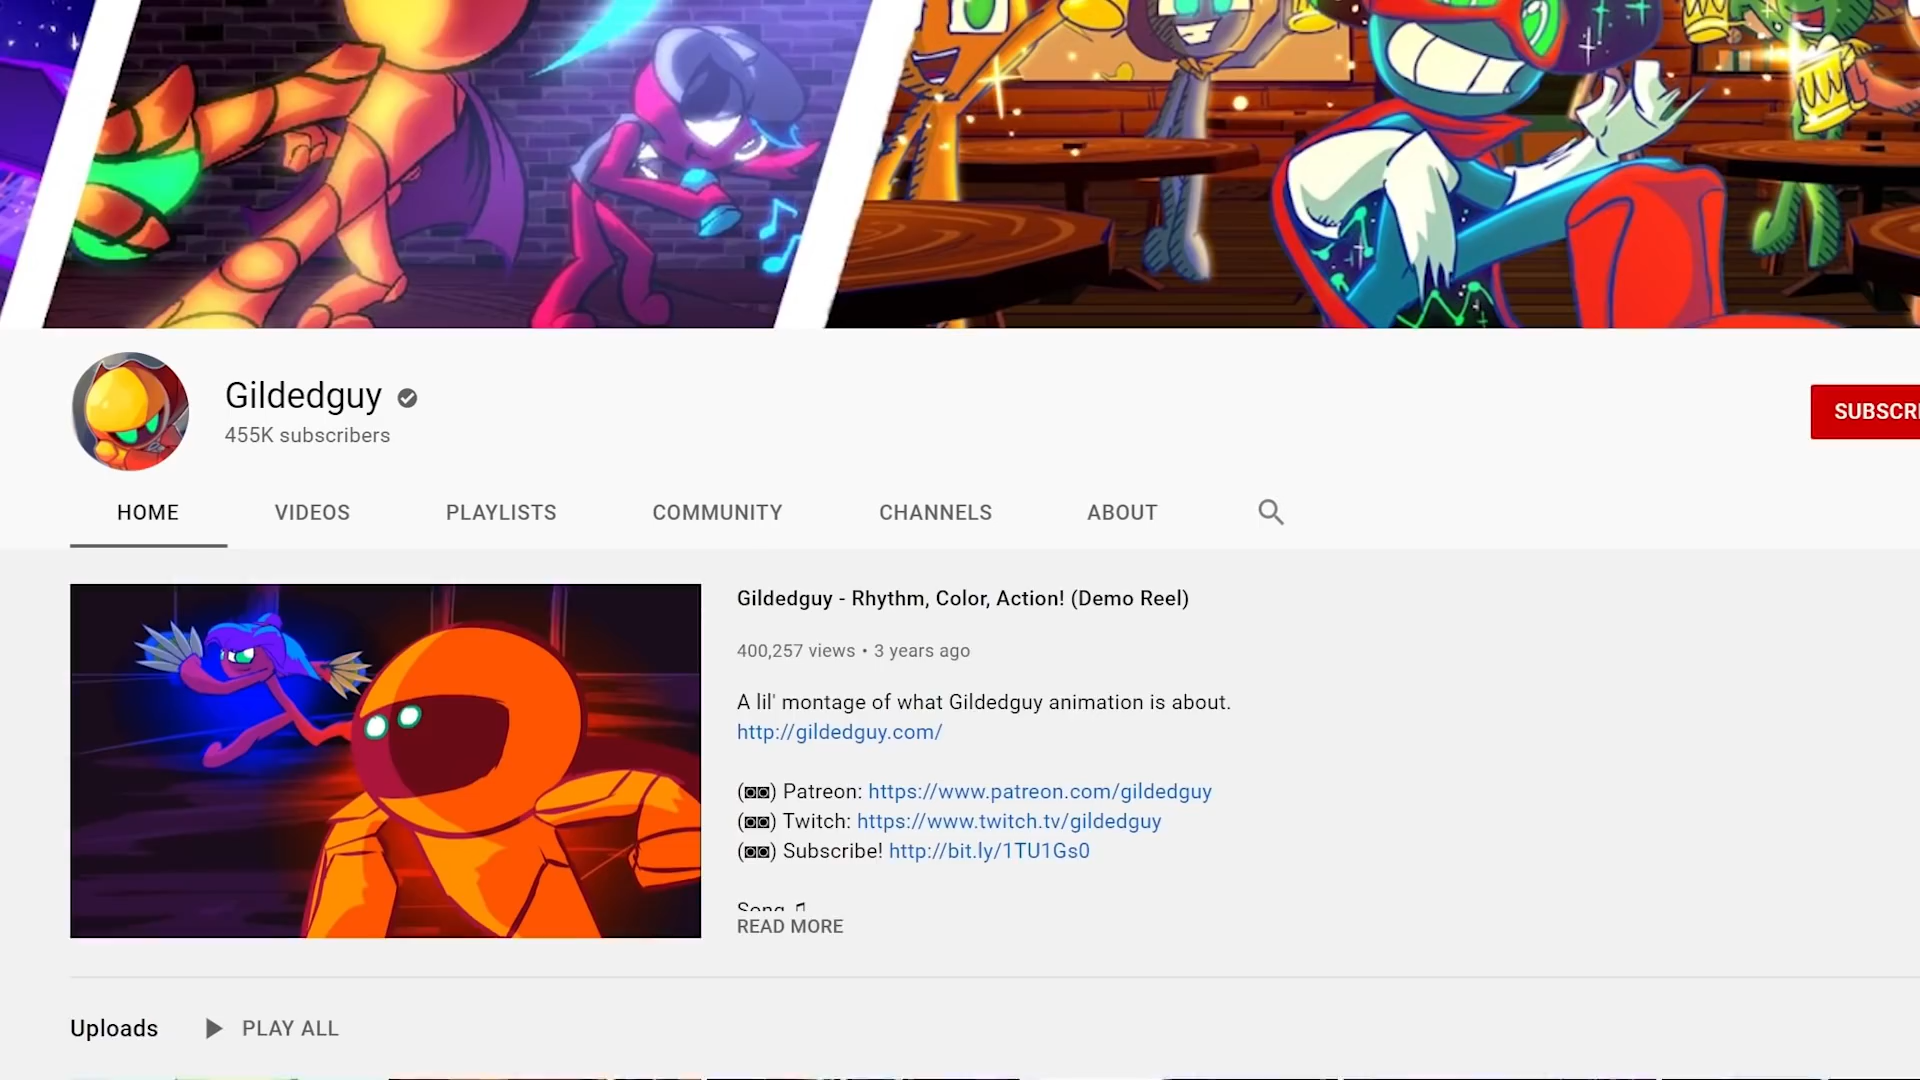 Gildedguy
455K subscribers
SUBSCRI
HOME VIDEOS PLAYLISTS COMMUNITY CHANNELS ABOUT
Gildedguy - Rhythm, Color, Action! (Demo Reel)
400,257 views • 3 years ago
A lil' montage of what Gildedguy animation is about.
http://gildedguy.com/
(◙◙) Patreon: https://www.patreon.com/gildedguy
(◙◙) Twitch: https://www.twitch.tv/gildedguy
(◙◙) Subscribe! http://bit.ly/1TU1Gs0
Song ♫
READ MORE
Uploads PLAY ALL